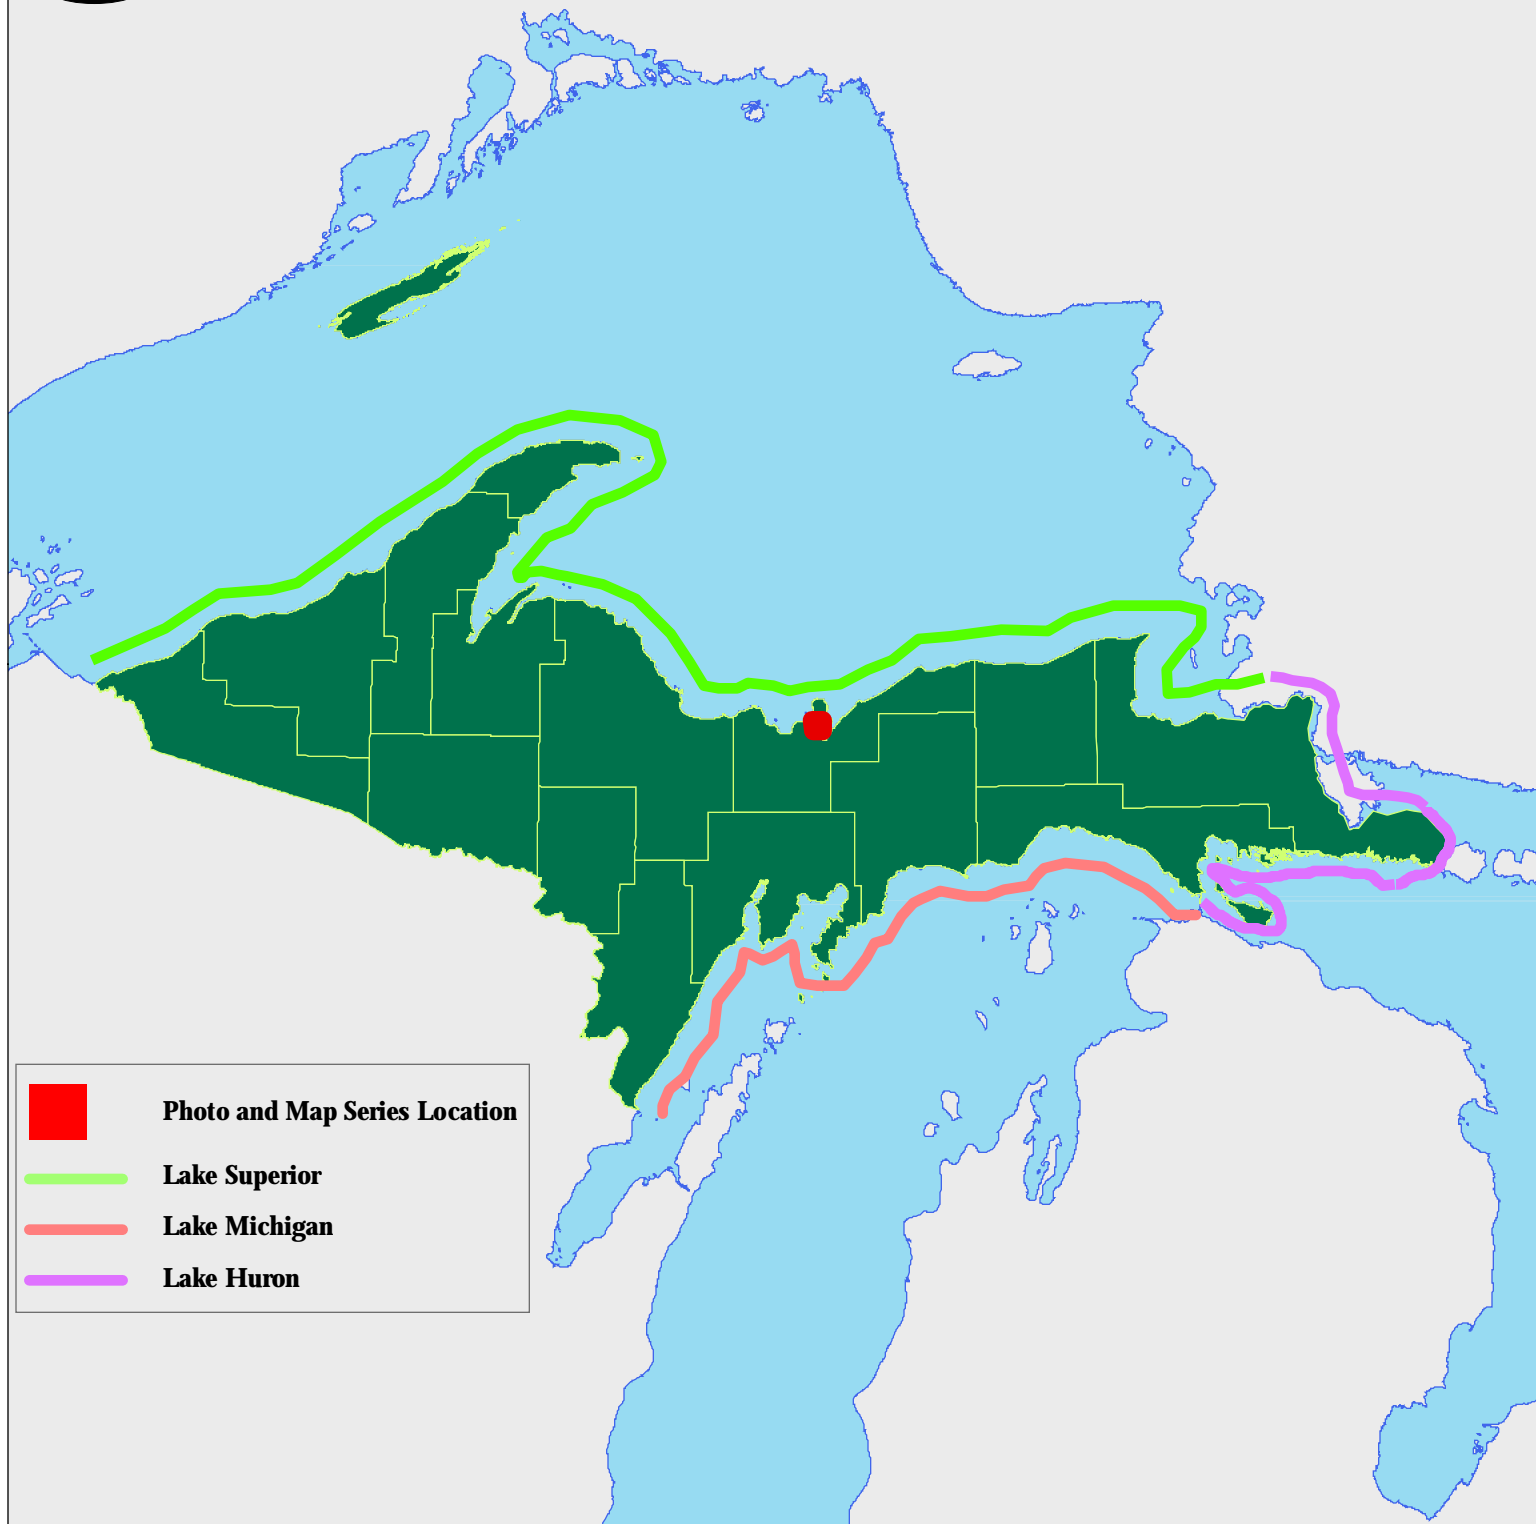 Photo and Map Series Location
Lake Superior
Lake Michigan
Lake Huron